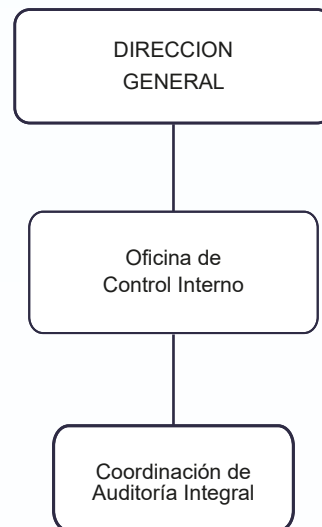 DIRECCION
GENERAL
Oficina de
Control Interno
Coordinación de
Auditoría Integral